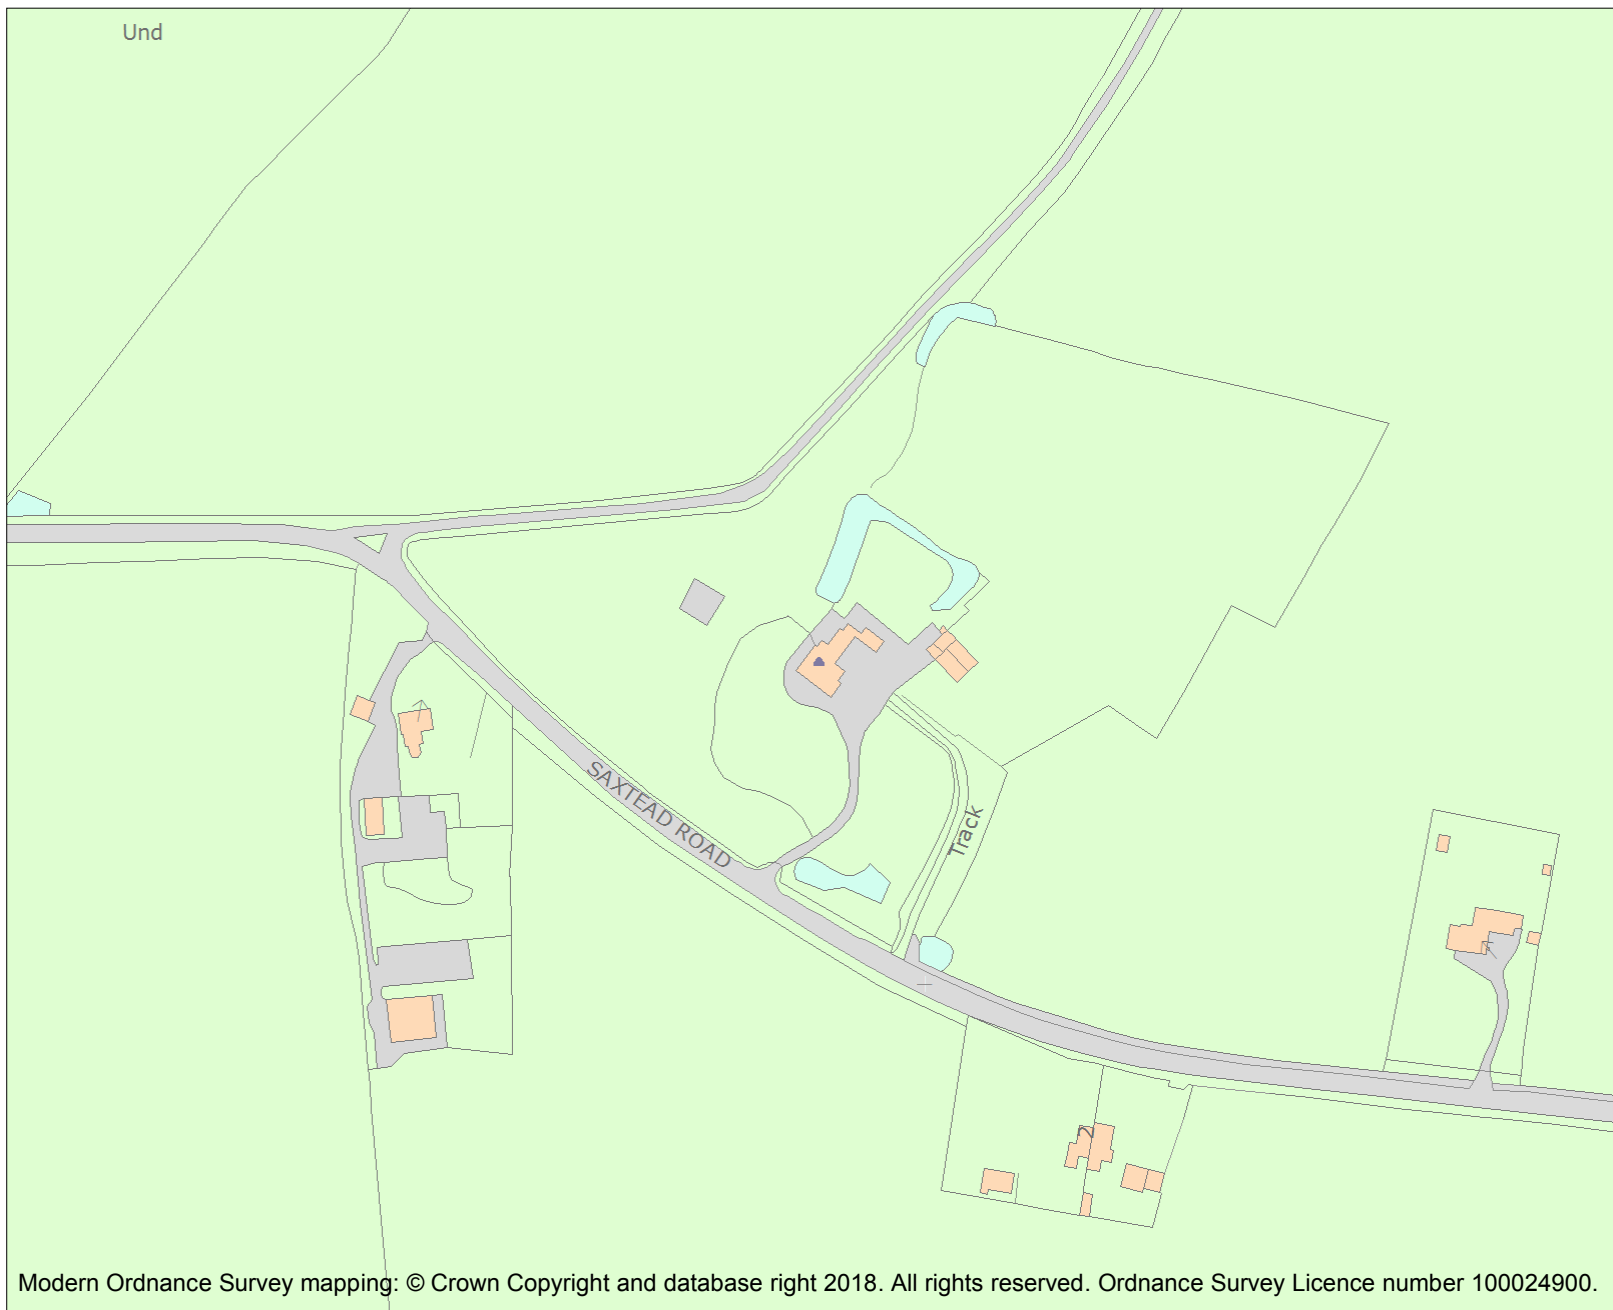 Und
SAXTEAD ROAD
Track
2
Modern Ordnance Survey mapping: © Crown Copyright and database right 2018. All rights reserved. Ordnance Survey Licence number 100024900.